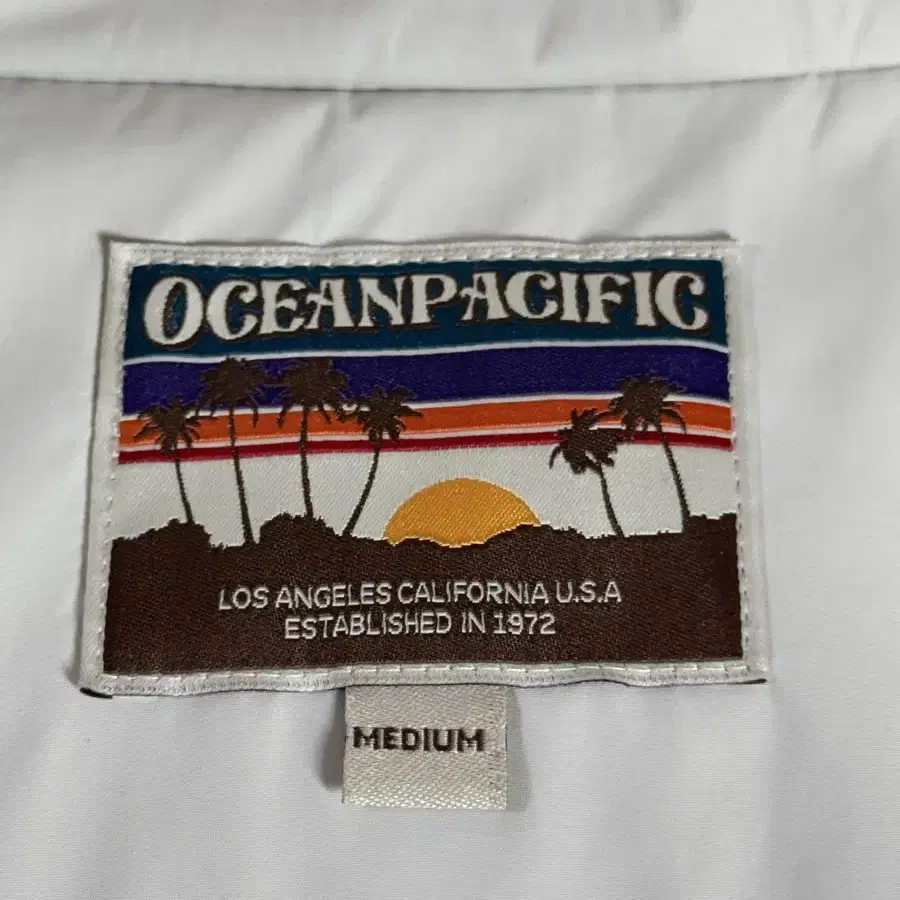 OCEANPACIFIC
LOS ANGELES CALIFORNIA U.S.A
ESTABLISHED IN 1972
MEDIUM